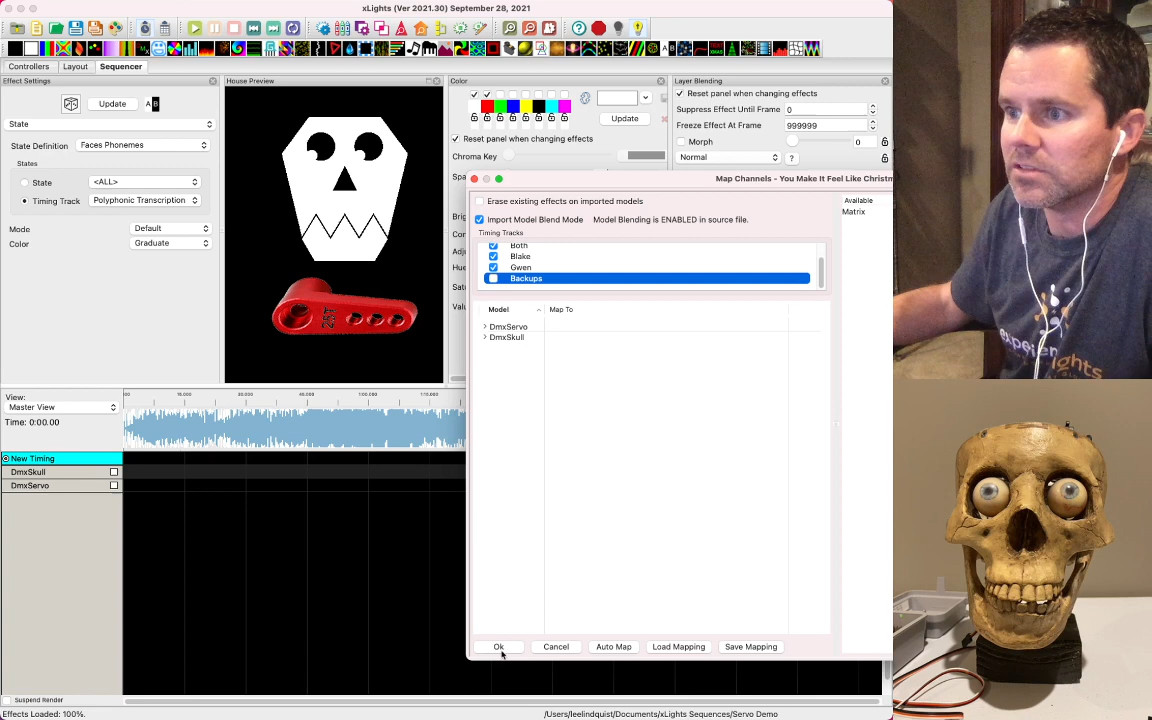 xLights (Ver 2021.30) September 28, 2021
Controllers Layout Sequencer
Effect Settings
House Preview
Color
Layer Blending
Update
A B
State
State Definition Faces Phonemes
States
State <ALL>
Timing Track Polyphonic Transcription
Mode Default
Color Graduate
Update
Reset panel when changing effects
Chroma Key
Reset panel when changing effects
Suppress Effect Until Frame 0
Freeze Effect At Frame 999999
Morph 0
Normal ?
Map Channels - You Make It Feel Like Christm
Erase existing effects on imported models
Import Model Blend Mode Model Blending is ENABLED in source file.
Timing Tracks
Both
Blake
Gwen
Backups
Available
Matrix
Model Map To
DmxServo
DmxSkull
Ok Cancel Auto Map Load Mapping Save Mapping
View:
Master View
Time: 0:00.00
New Timing
DmxSkull
DmxServo
Suspend Render
Effects Loaded: 100%.
/Users/leelindquist/Documents/xLights Sequences/Servo Demo
25T